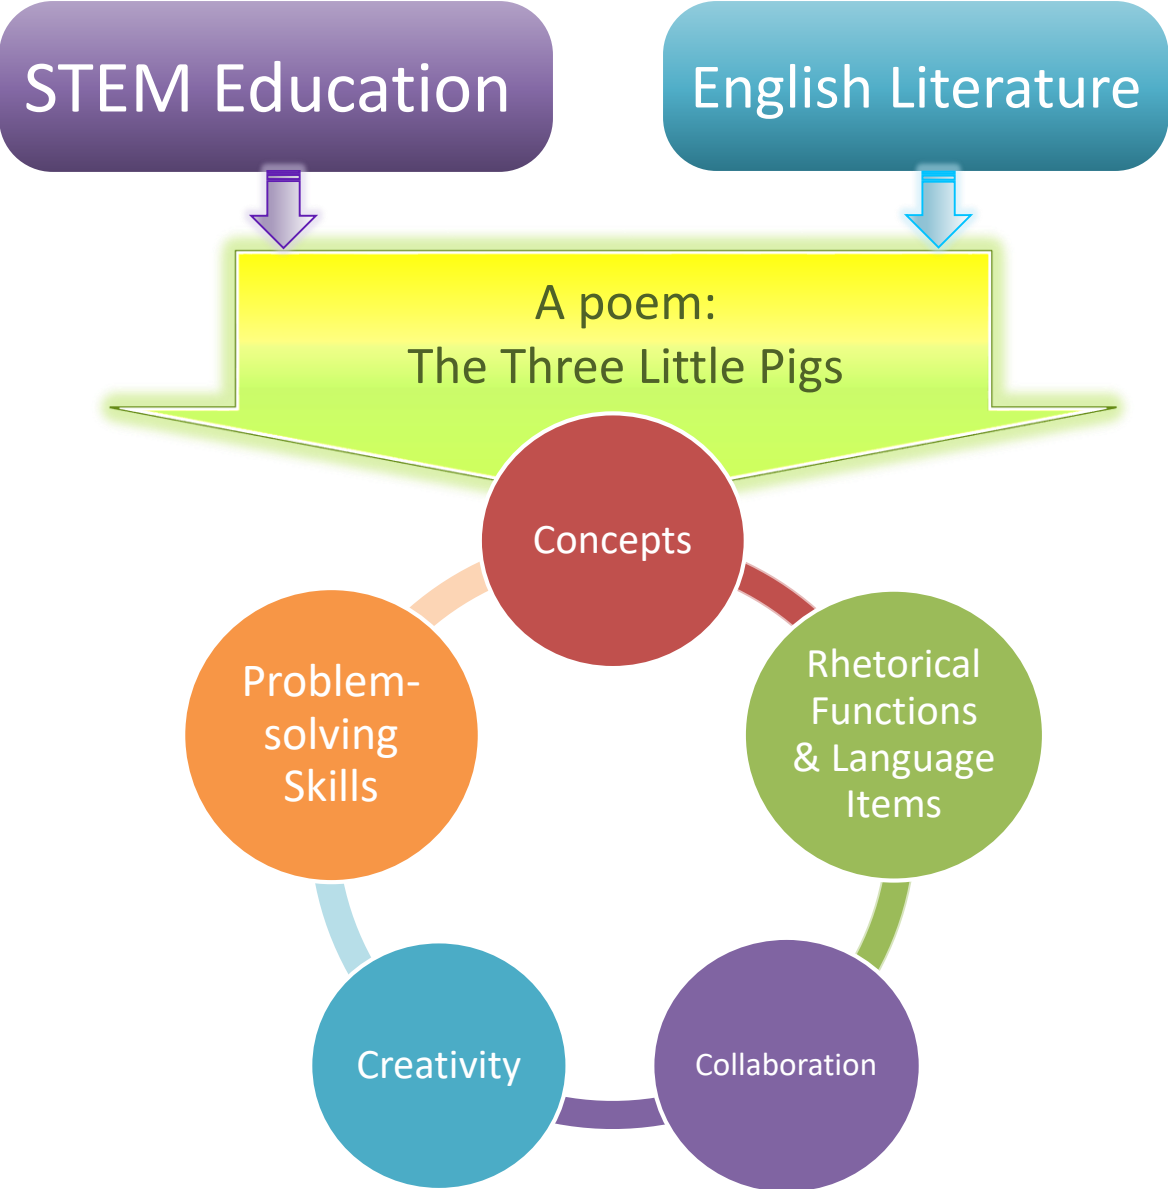 STEM Education
English Literature
A poem:
The Three Little Pigs
Concepts
Rhetorical
Functions
& Language
Items
Collaboration
Creativity
Problem-
solving
Skills